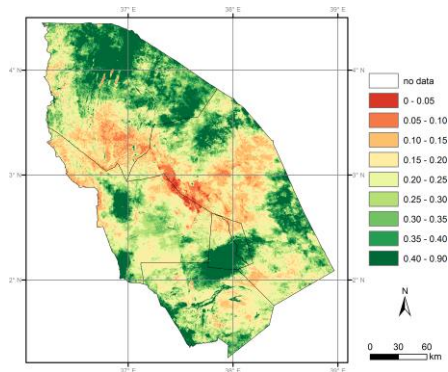 37° E 38° E 39° E
4° N 4° N
3° N 3° N
2° N 2° N
37° E 38° E 39° E
no data
0 - 0.05
0.05 - 0.10
0.10 - 0.15
0.15 - 0.20
0.20 - 0.25
0.25 - 0.30
0.30 - 0.35
0.35 - 0.40
0.40 - 0.90
N
0 30 60
km